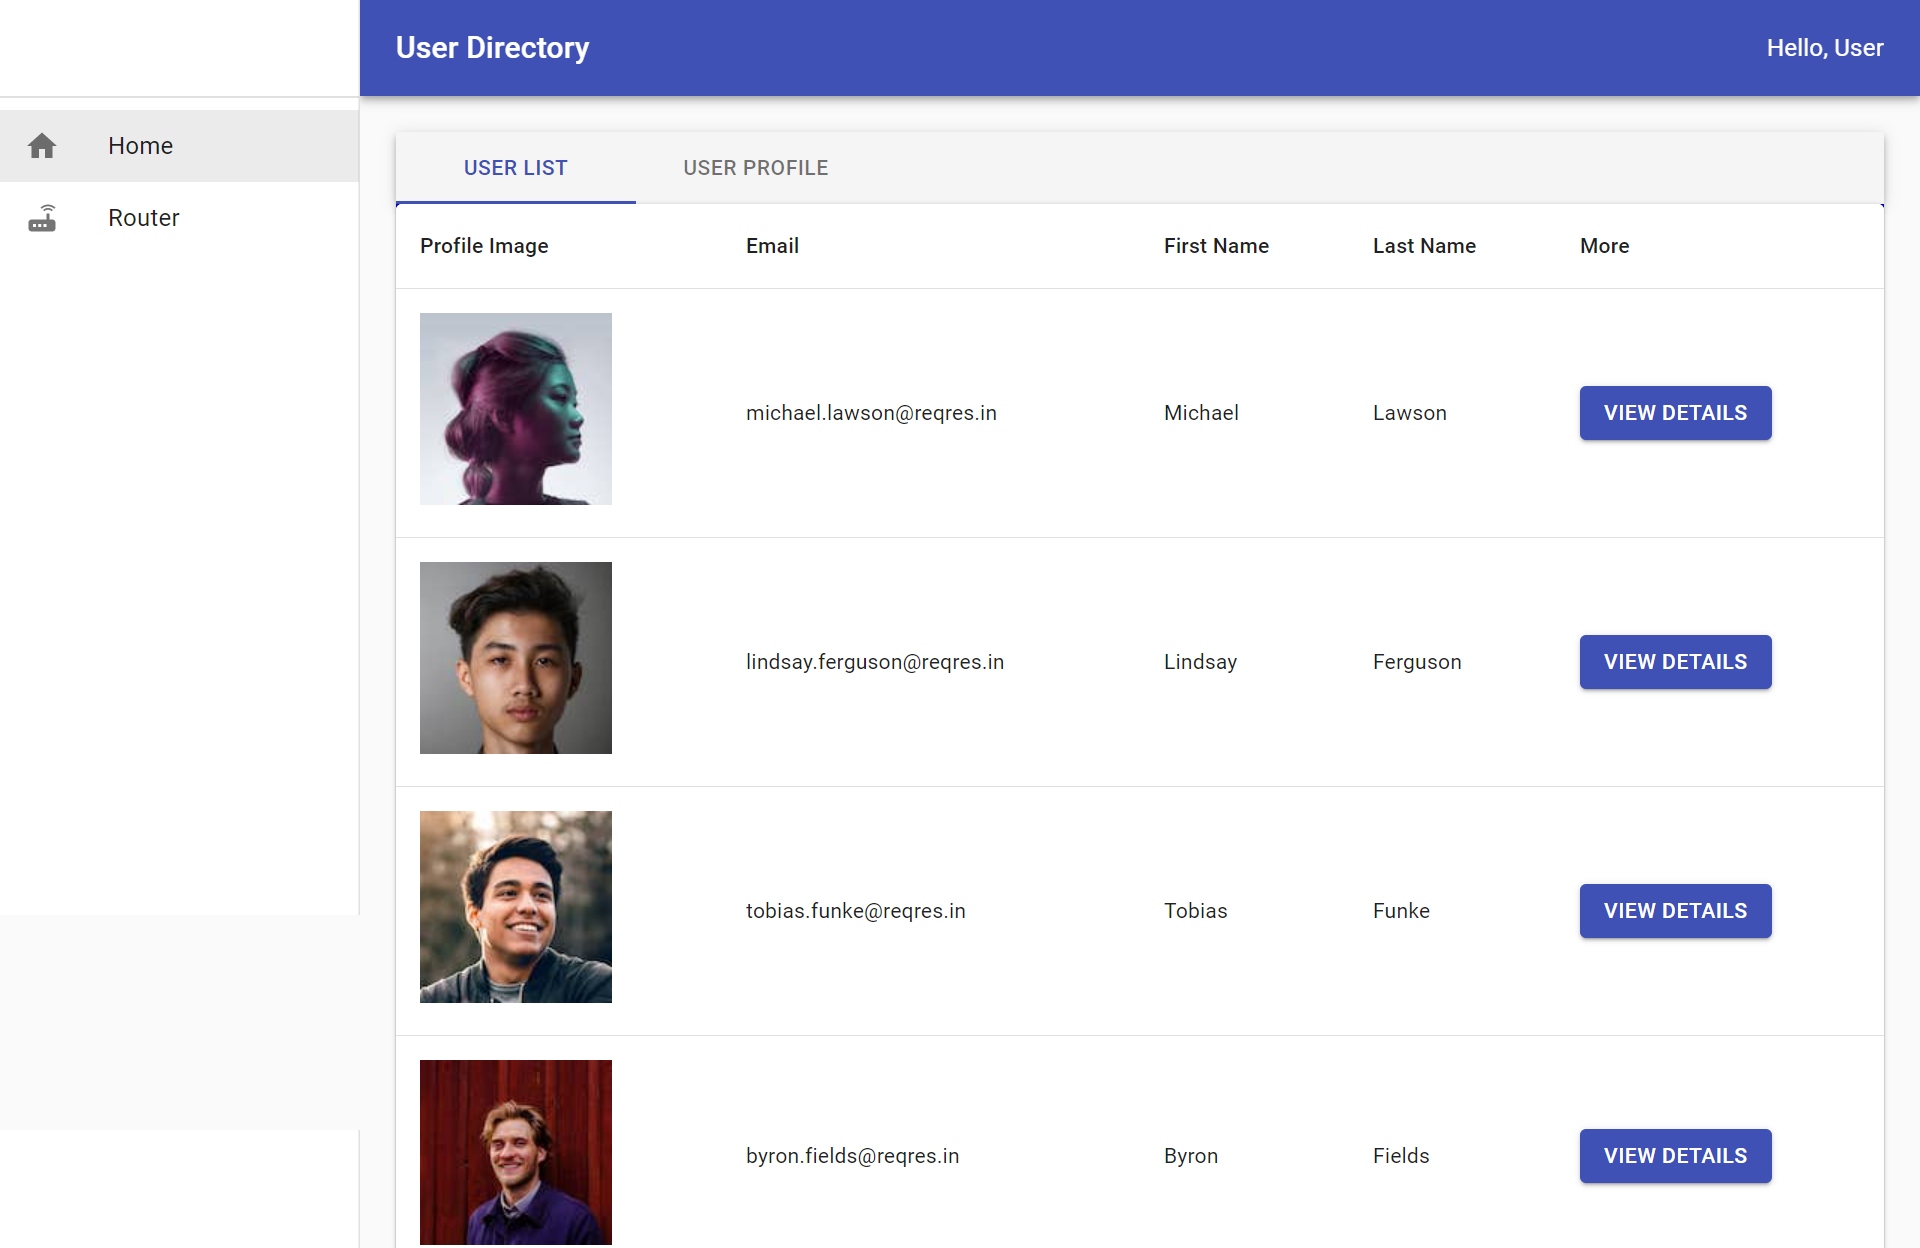 User Directory
Hello, User
Home
Router
USER LIST
USER PROFILE
Profile Image
Email
First Name
Last Name
More
michael.lawson@reqres.in
Michael
Lawson
VIEW DETAILS
lindsay.ferguson@reqres.in
Lindsay
Ferguson
VIEW DETAILS
tobias.funke@reqres.in
Tobias
Funke
VIEW DETAILS
byron.fields@reqres.in
Byron
Fields
VIEW DETAILS